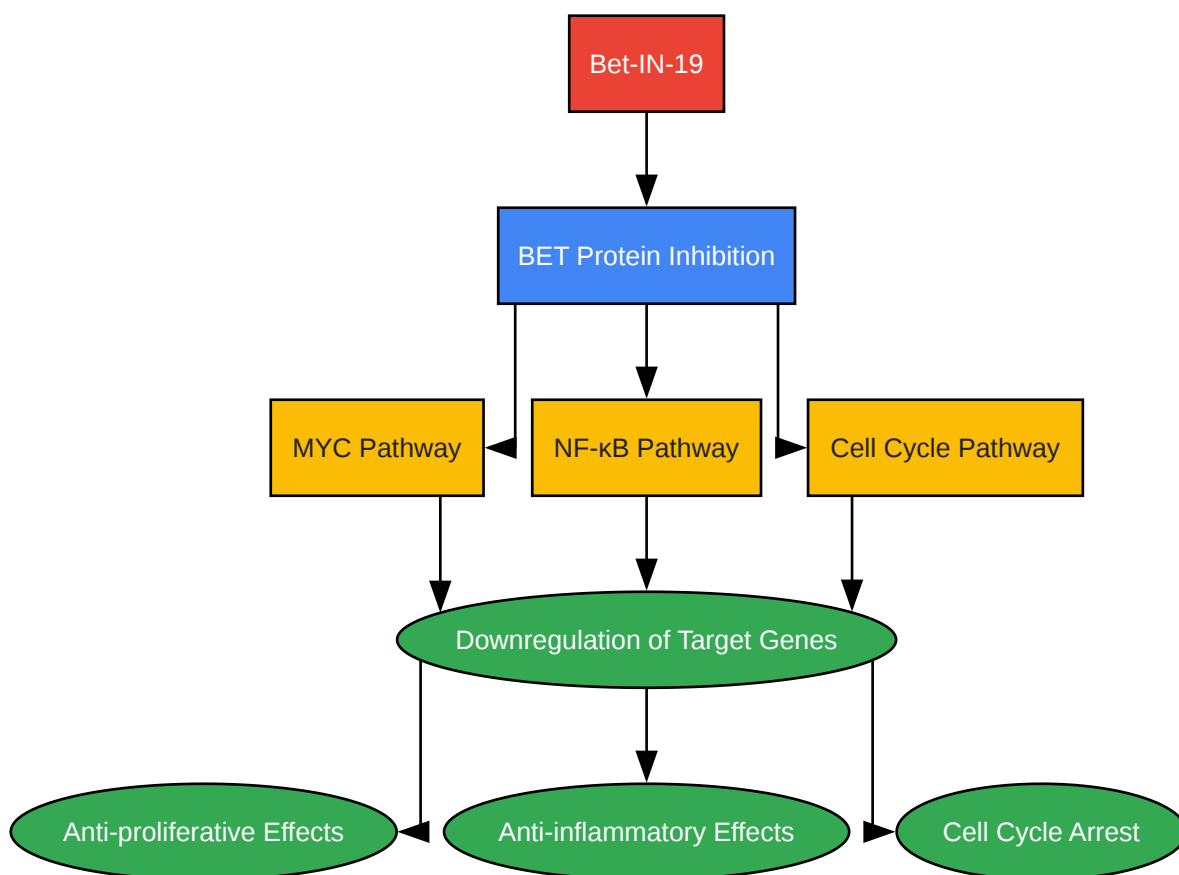 Bet-IN-19
BET Protein Inhibition
MYC Pathway
NF-κB Pathway
Cell Cycle Pathway
Downregulation of Target Genes
Anti-proliferative Effects
Anti-inflammatory Effects
Cell Cycle Arrest